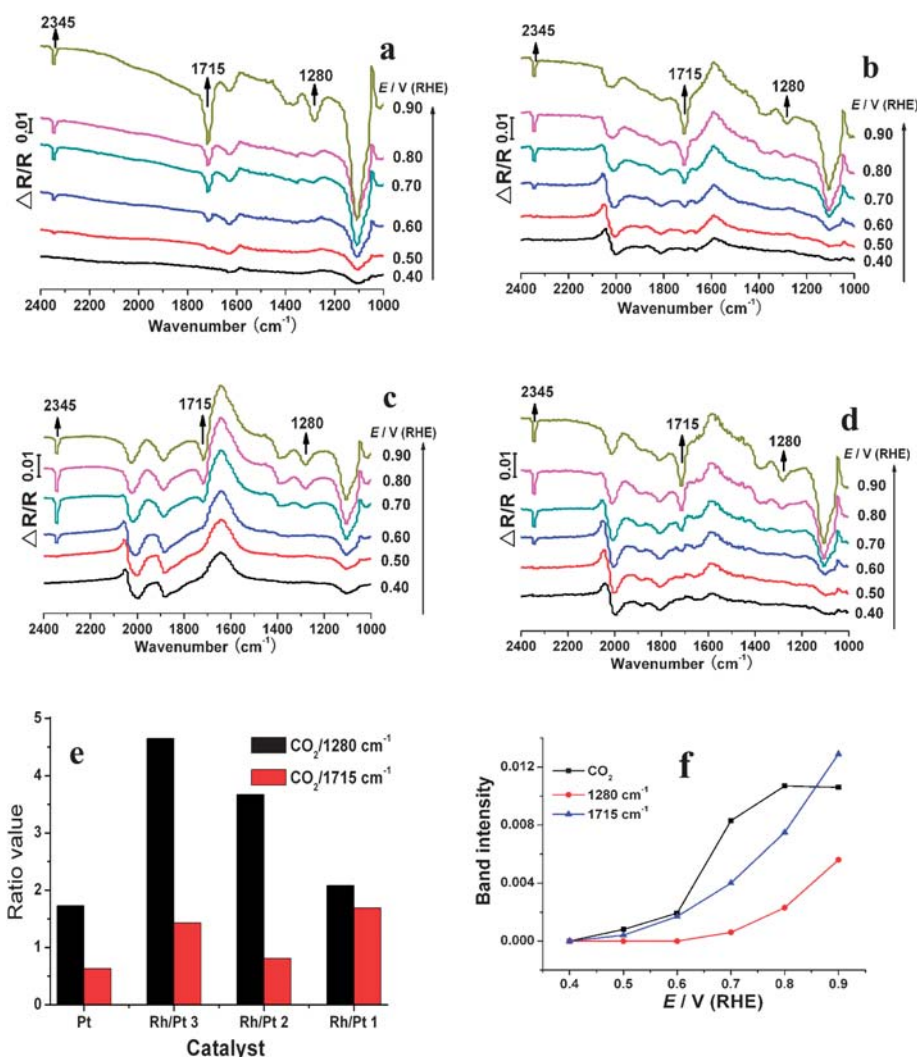 a
2345
1715
1280
E / V (RHE)
0.90
0.80
0.70
0.60
0.50
0.40
0.01
△R/R
2400 2200 2000 1800 1600 1400 1200 1000
Wavenumber (cm⁻¹)
b
2345
1715
1280
E / V (RHE)
0.90
0.80
0.70
0.60
0.50
0.40
0.01
△R/R
2400 2200 2000 1800 1600 1400 1200 1000
Wavenumber (cm⁻¹)
c
2345
1715
1280
E / V (RHE)
0.90
0.80
0.70
0.60
0.50
0.40
0.01
△R/R
2400 2200 2000 1800 1600 1400 1200 1000
Wavenumber (cm⁻¹)
d
2345
1715
1280
E / V (RHE)
0.90
0.80
0.70
0.60
0.50
0.40
0.01
△R/R
2400 2200 2000 1800 1600 1400 1200 1000
Wavenumber (cm⁻¹)
e
CO₂/1280 cm⁻¹
CO₂/1715 cm⁻¹
5
4
3
2
1
0
Ratio value
Pt Rh/Pt 3 Rh/Pt 2 Rh/Pt 1
Catalyst
f
CO₂
1280 cm⁻¹
1715 cm⁻¹
0.012
0.008
0.004
0.000
Band intensity
0.4 0.5 0.6 0.7 0.8 0.9
E / V (RHE)